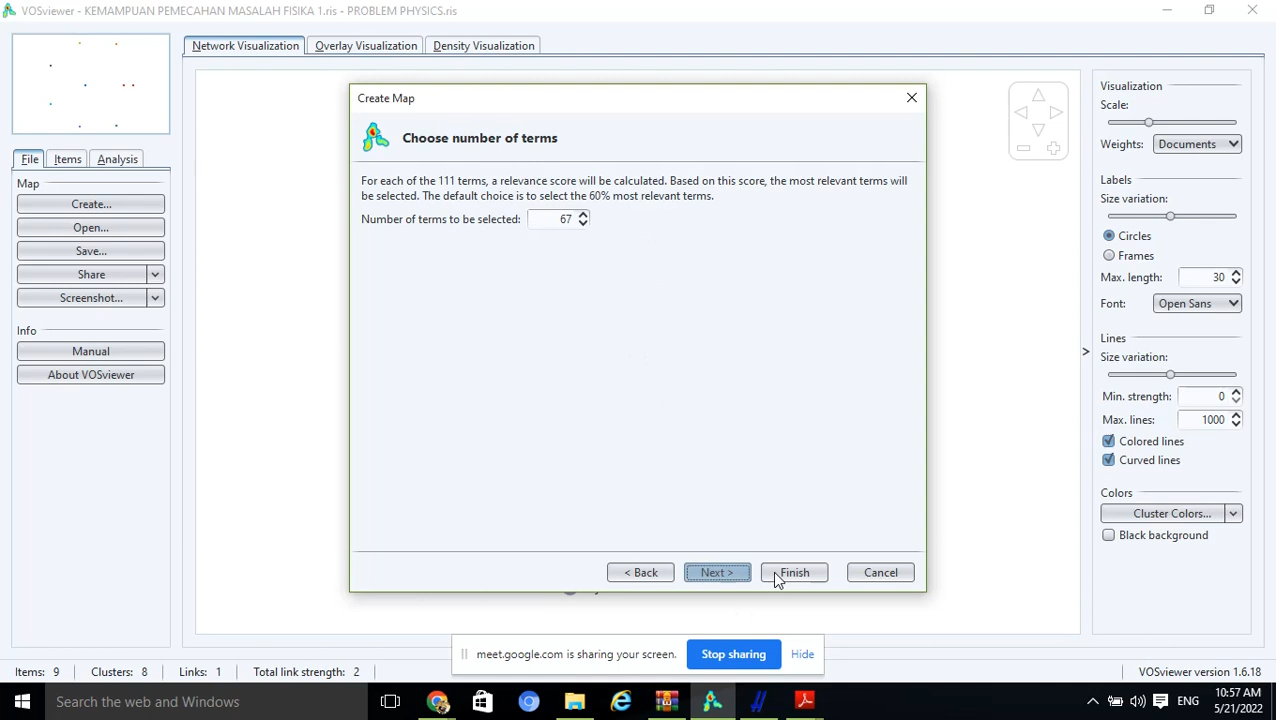 VOSviewer - KEMAMPUAN PEMECAHAN MASALAH FISIKA 1.ris - PROBLEM PHYSICS.ris
Network Visualization
Overlay Visualization
Density Visualization
File
Items
Analysis
Map
Create...
Open...
Save...
Share
Screenshot...
Info
Manual
About VOSviewer
Create Map
Choose number of terms
For each of the 111 terms, a relevance score will be calculated. Based on this score, the most relevant terms will
be selected. The default choice is to select the 60% most relevant terms.
Number of terms to be selected: 67
< Back
Next >
Finish
Cancel
Visualization
Scale:
Weights: Documents
Labels
Size variation:
Circles
Frames
Max. length: 30
Font: Open Sans
Lines
Size variation:
Min. strength: 0
Max. lines: 1000
Colored lines
Curved lines
Colors
Cluster Colors...
Black background
>
meet.google.com is sharing your screen.
Stop sharing
Hide
Items: 9
Clusters: 8
Links: 1
Total link strength: 2
VOSviewer version 1.6.18
Search the web and Windows
ENG
10:57 AM
5/21/2022